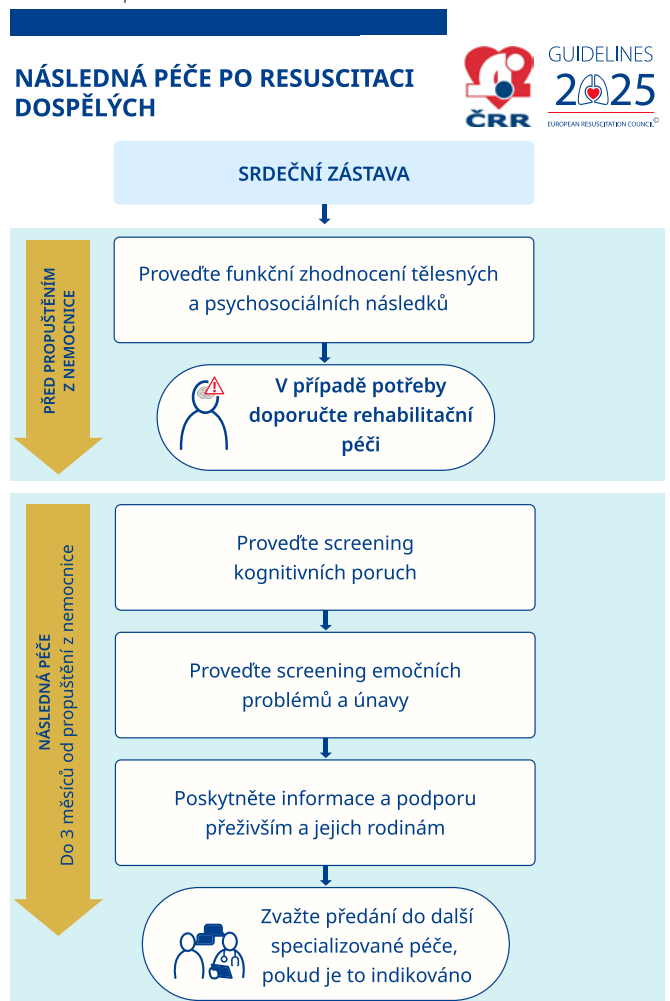 NÁSLEDNÁ PÉČE PO RESUSCITACI
DOSPĚLÝCH
ČRR
GUIDELINES
2025
EUROPEAN RESUSCITATION COUNCIL©
SRDEČNÍ ZÁSTAVA
PŘED PROPUŠTĚNÍM
Z NEMOCNICE
Proveďte funkční zhodnocení tělesných
a psychosociálních následků
V případě potřeby
doporučte rehabilitační
péči
NÁSLEDNÁ PÉČE
Do 3 měsíců od propuštění z nemocnice
Proveďte screening
kognitivních poruch
Proveďte screening emočních
problémů a únavy
Poskytněte informace a podporu
přeživším a jejich rodinám
Zvažte předání do další
specializované péče,
pokud je to indikováno